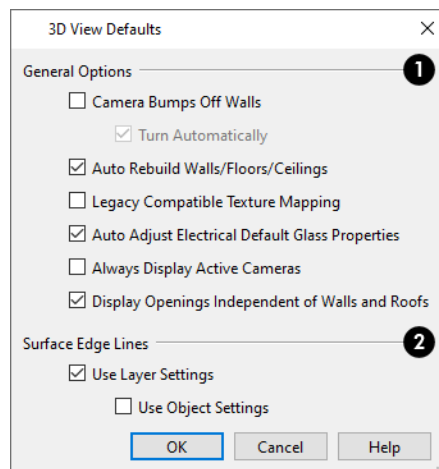 3D View Defaults
General Options 1
Camera Bumps Off Walls
Turn Automatically
Auto Rebuild Walls/Floors/Ceilings
Legacy Compatible Texture Mapping
Auto Adjust Electrical Default Glass Properties
Always Display Active Cameras
Display Openings Independent of Walls and Roofs
Surface Edge Lines 2
Use Layer Settings
Use Object Settings
OK Cancel Help